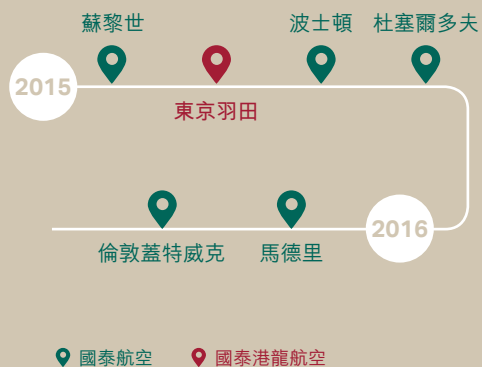 蘇黎世
波士頓
杜塞爾多夫
2015
東京羽田
2016
倫敦蓋特威克
馬德里
國泰航空
國泰港龍航空